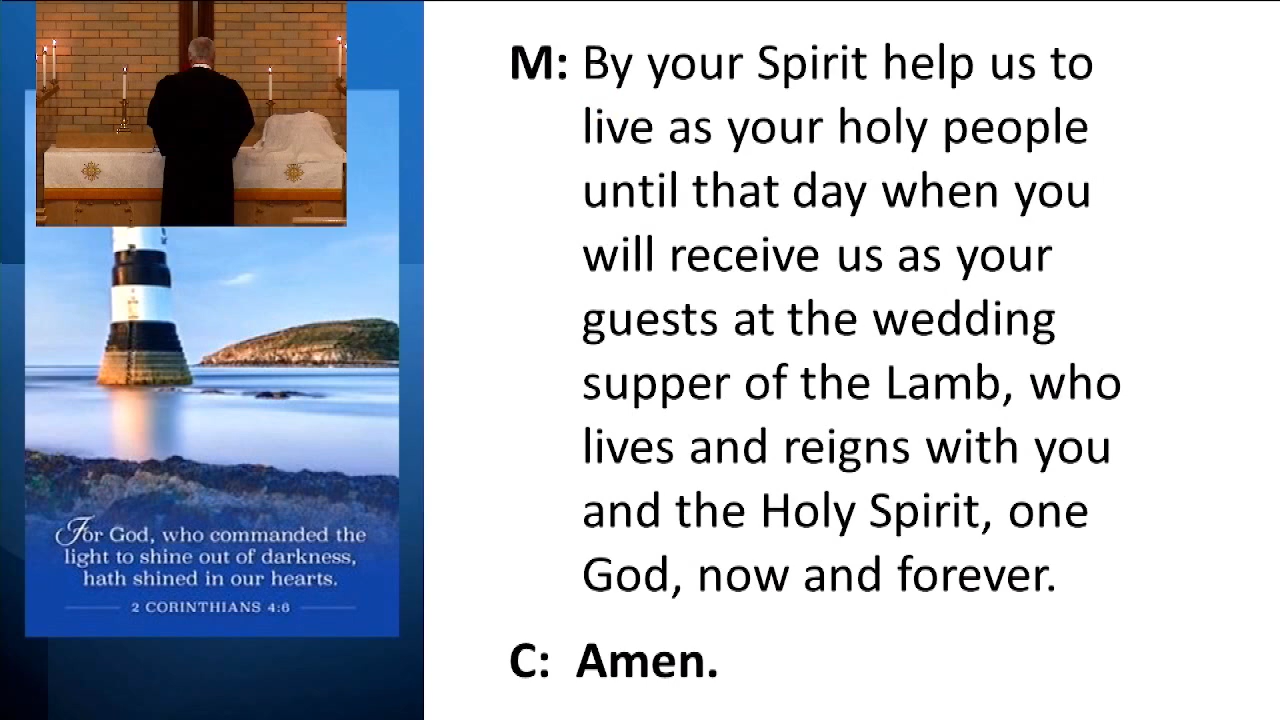 M: By your Spirit help us to
live as your holy people
until that day when you
will receive us as your
guests at the wedding
supper of the Lamb, who
lives and reigns with you
and the Holy Spirit, one
God, now and forever.
C: Amen.
For God, who commanded the
light to shine out of darkness,
hath shined in our hearts.
2 CORINTHIANS 4:6